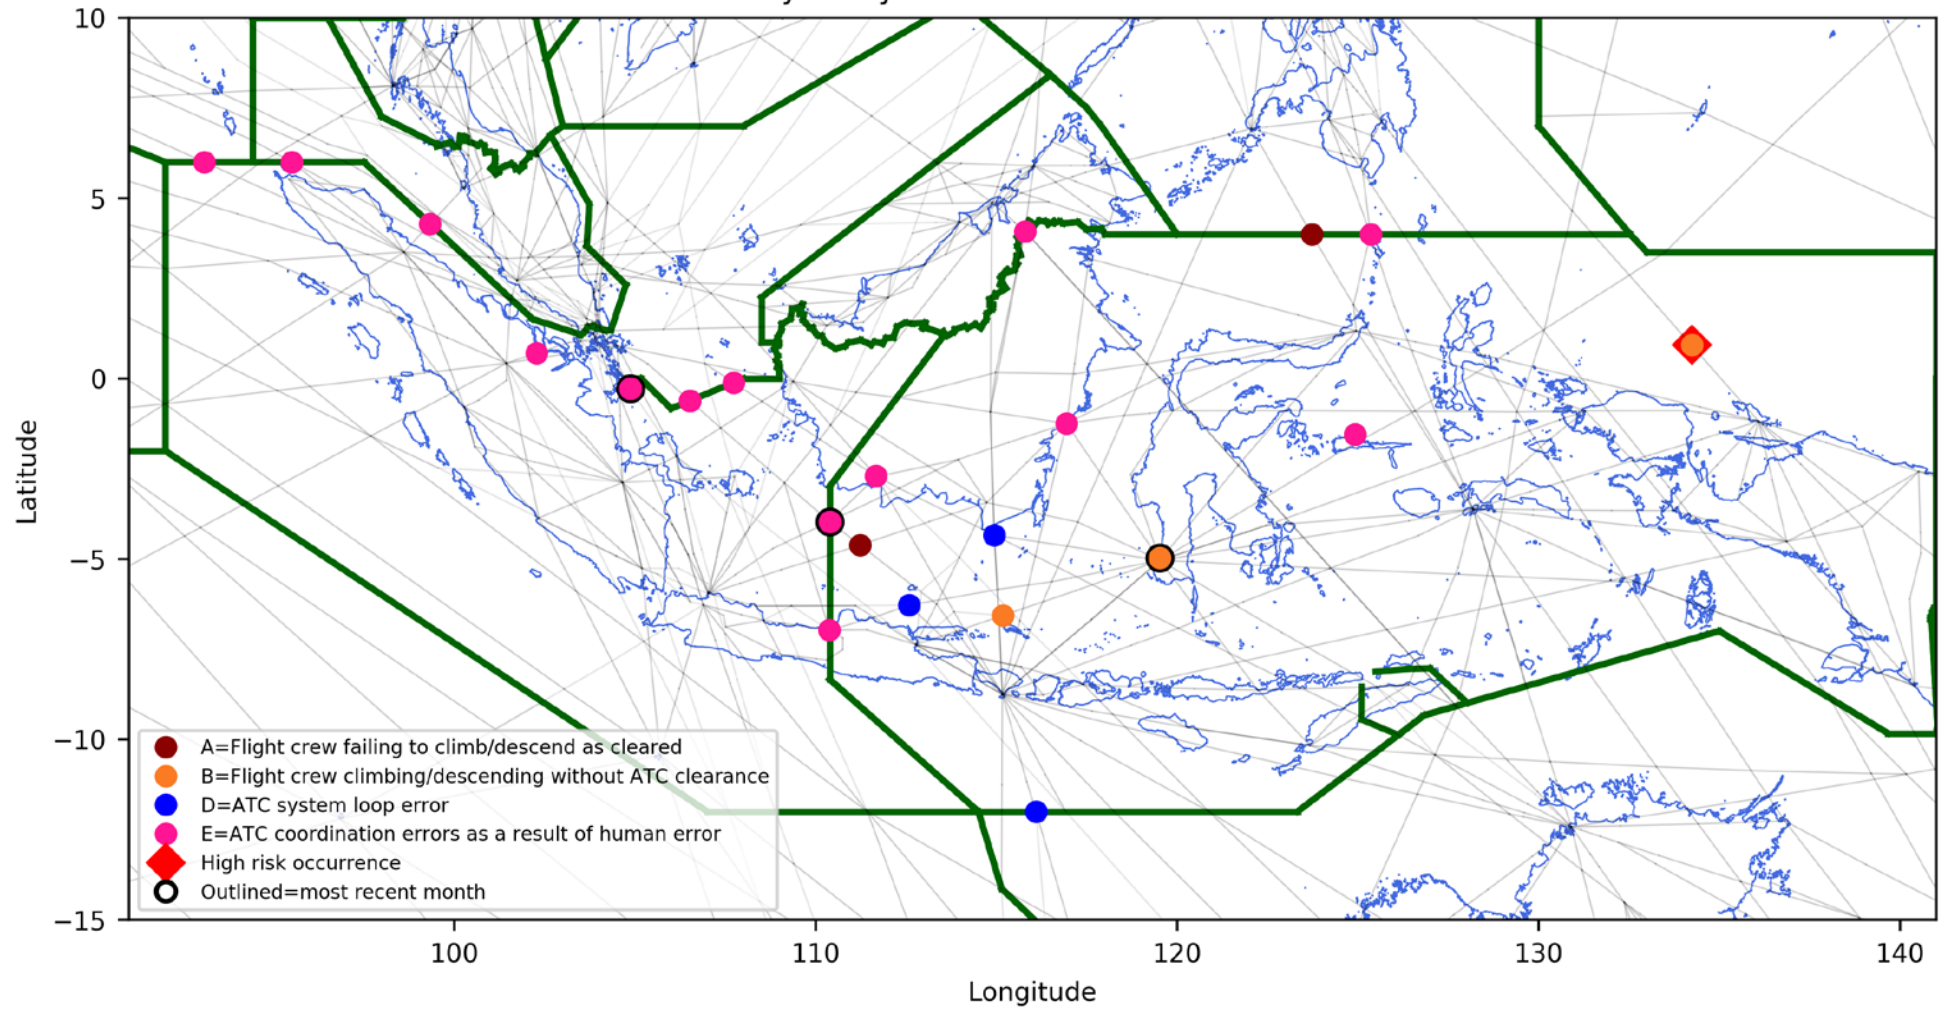 10
5
0
−5
−10
−15
Latitude
A=Flight crew failing to climb/descend as cleared
B=Flight crew climbing/descending without ATC clearance
D=ATC system loop error
E=ATC coordination errors as a result of human error
High risk occurrence
Outlined=most recent month
100 110 120 130 140
Longitude